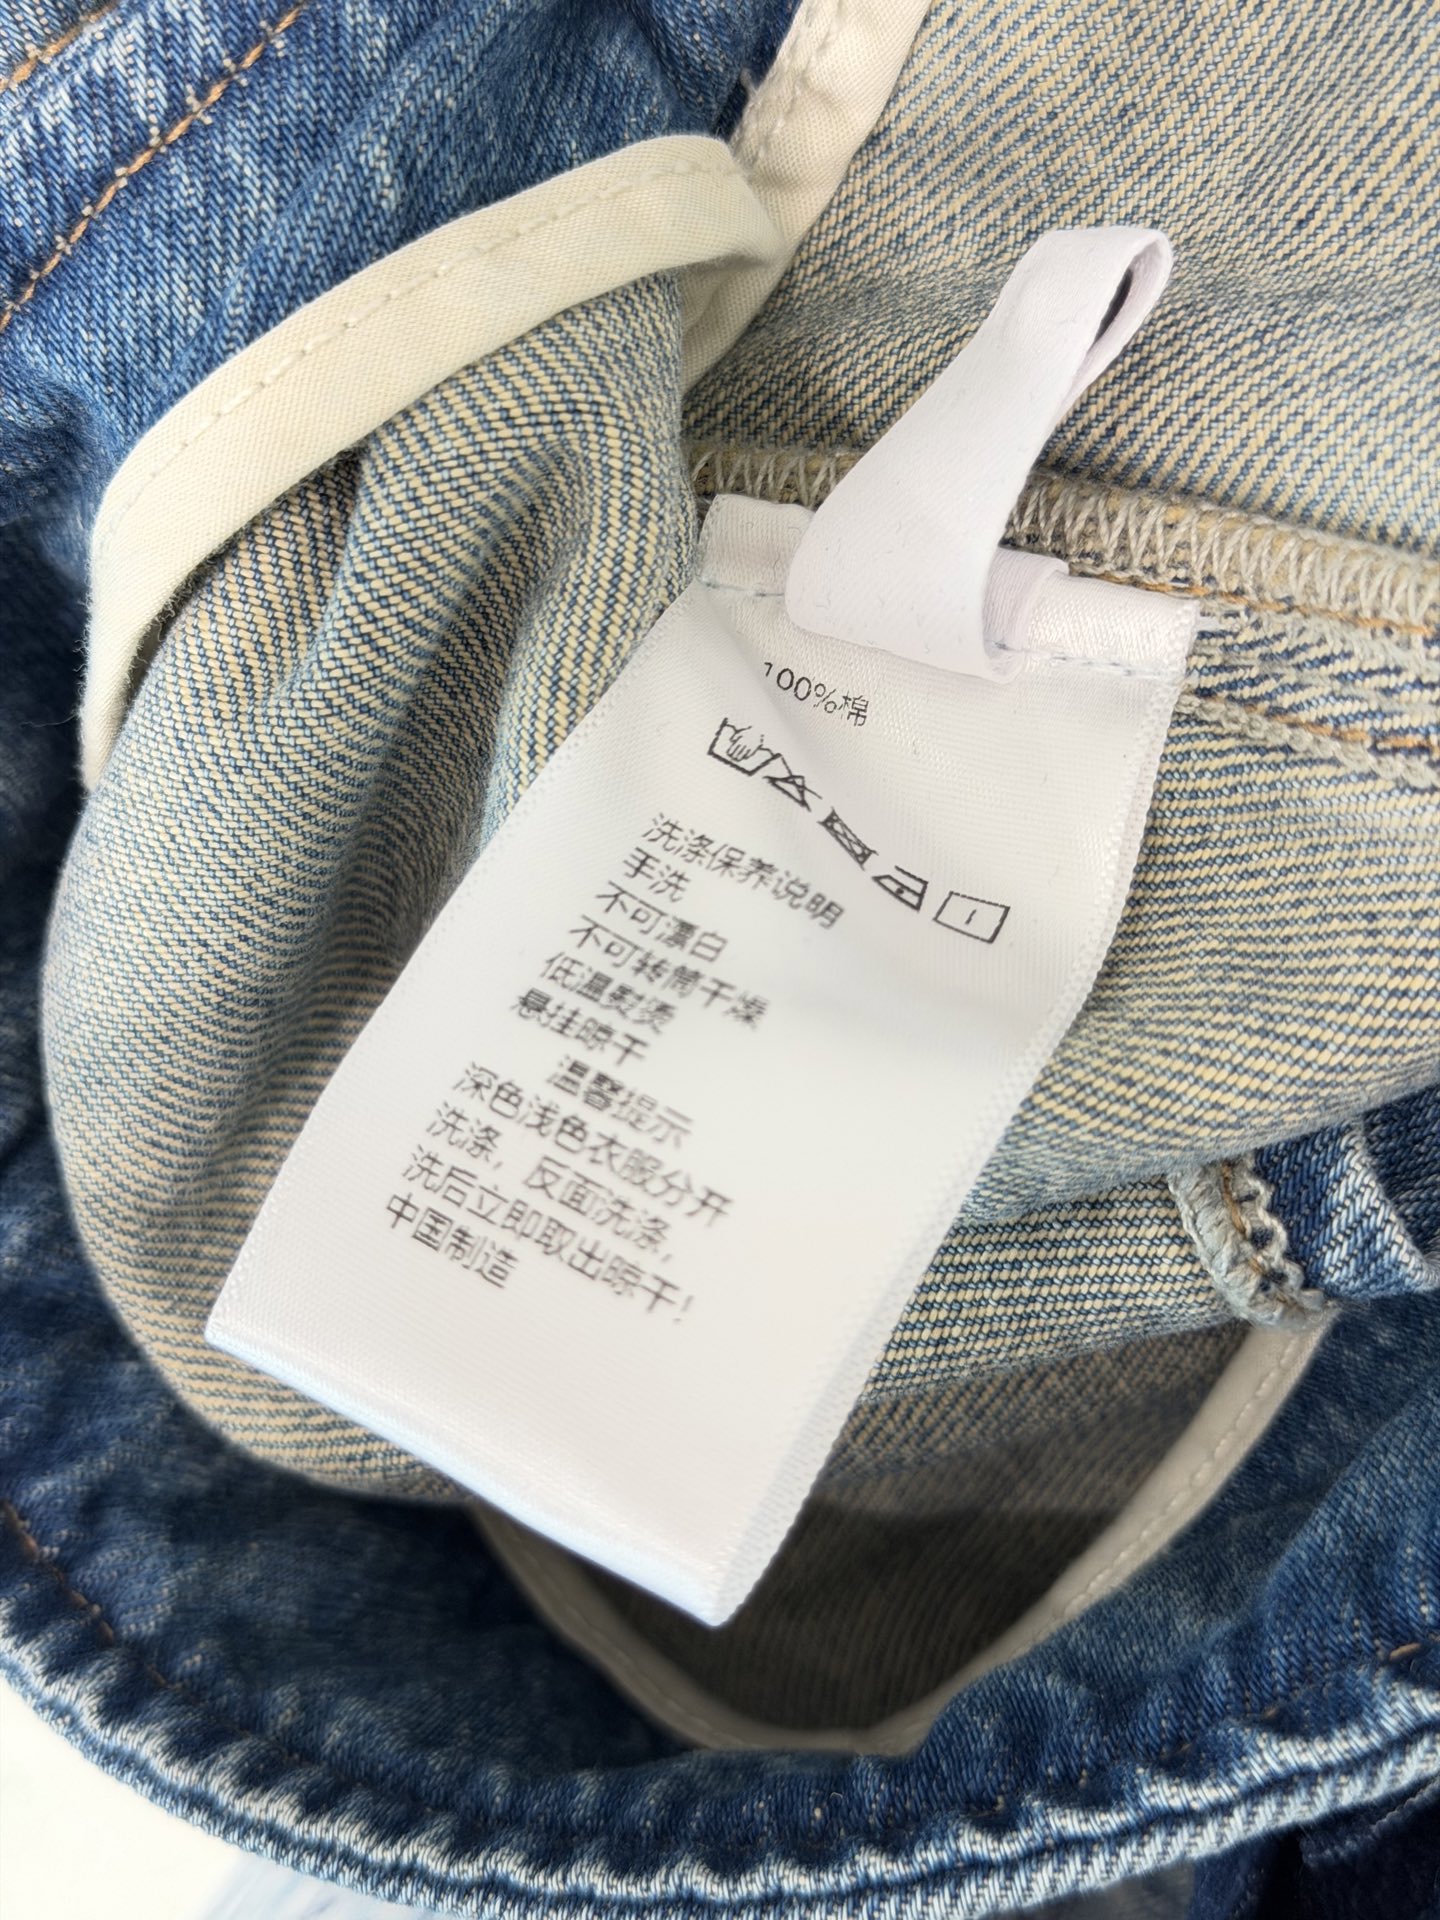 100%棉
洗涤保养说明
手洗
不可漂白
不可转筒干燥
低温熨烫
悬挂晾干
温馨提示
深色浅色衣服分开
洗涤，反面洗涤，
洗后立即取出晾干！
中国制造